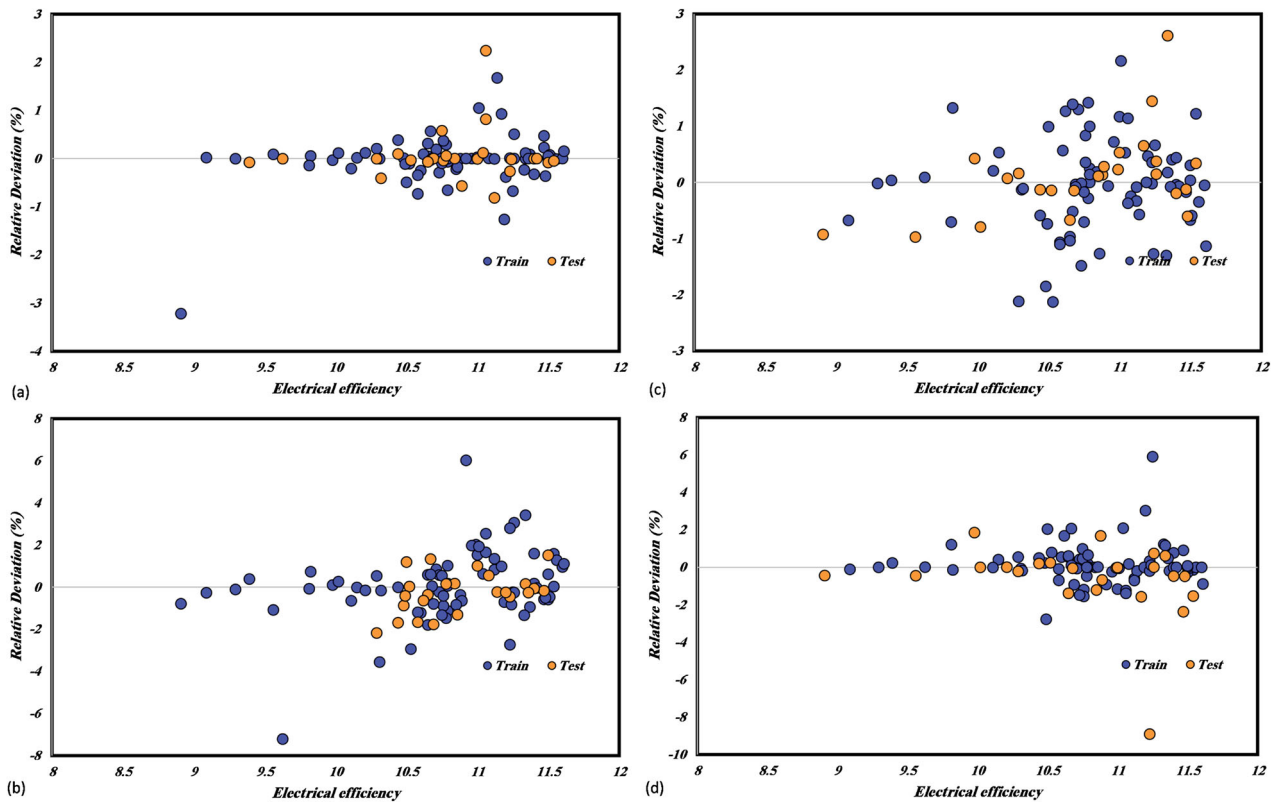 3
2
1
0
-1
-2
-3
-4
Relative Deviation (%)
Train Test
8 8.5 9 9.5 10 10.5 11 11.5 12
Electrical efficiency
(a)
3
2
1
0
-1
-2
-3
Relative Deviation (%)
Train Test
8 8.5 9 9.5 10 10.5 11 11.5 12
Electrical efficiency
(c)
8
6
4
2
0
-2
-4
-6
-8
Relative Deviation (%)
Train Test
8 9 10 10.5 11 11.5 12
Electrical efficiency
(b)
8
6
4
2
0
-2
-4
-6
-8
-10
Relative Deviation (%)
Train Test
8 8.5 9 9.5 10 10.5 11 11.5 12
Electrical efficiency
(d)